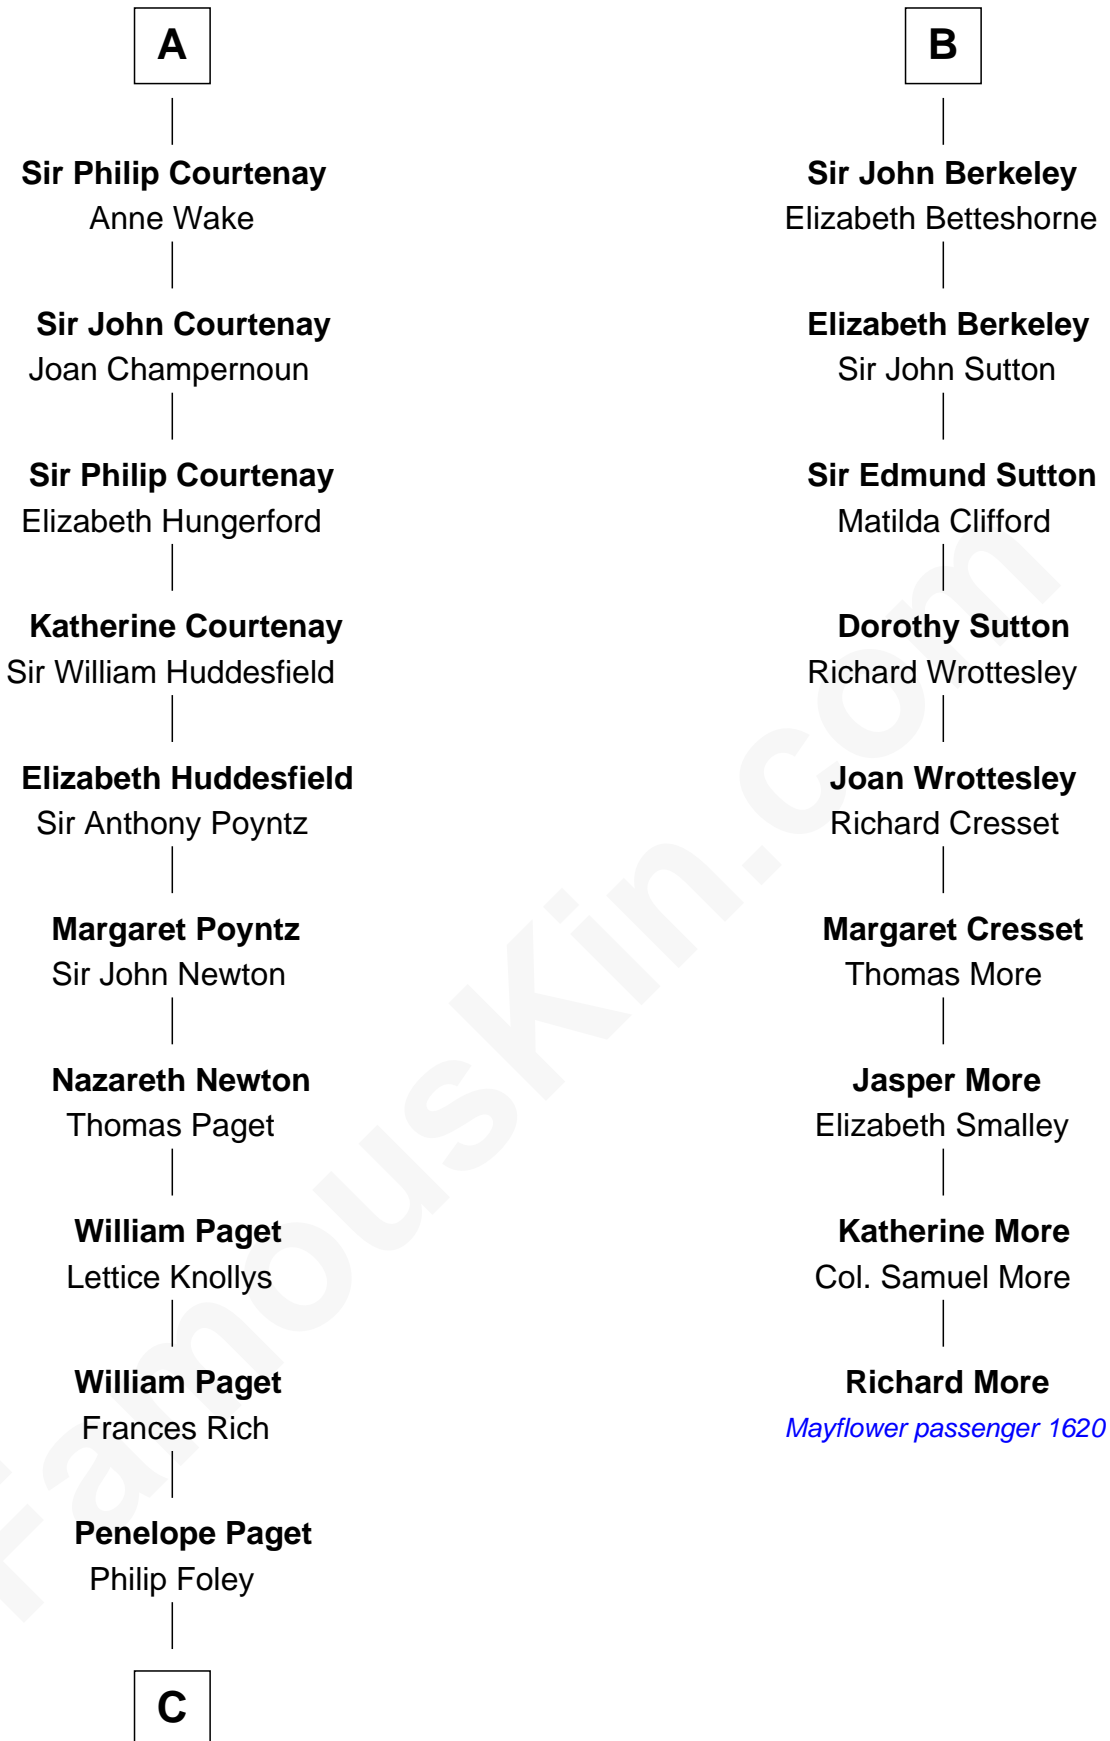 A
Sir Philip Courtenay
Anne Wake
Sir John Courtenay
Joan Champernoun
Sir Philip Courtenay
Elizabeth Hungerford
Katherine Courtenay
Sir William Huddesfield
Elizabeth Huddesfield
Sir Anthony Poyntz
Margaret Poyntz
Sir John Newton
Nazareth Newton
Thomas Paget
William Paget
Lettice Knollys
William Paget
Frances Rich
Penelope Paget
Philip Foley
C
B
Sir John Berkeley
Elizabeth Betteshorne
Elizabeth Berkeley
Sir John Sutton
Sir Edmund Sutton
Matilda Clifford
Dorothy Sutton
Richard Wrottesley
Joan Wrottesley
Richard Cresset
Margaret Cresset
Thomas More
Jasper More
Elizabeth Smalley
Katherine More
Col. Samuel More
Richard More
Mayflower passenger 1620
FamousKin.com